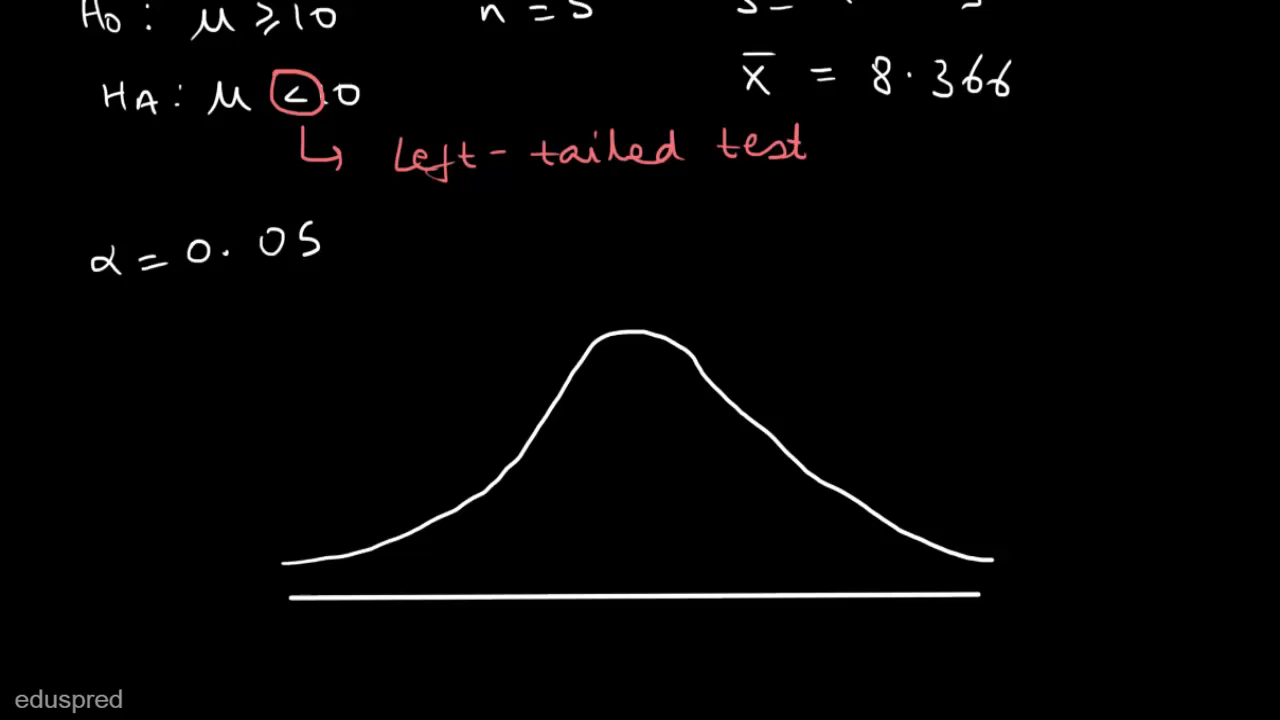 H0 : μ ≥ 10 n = 5
x̄ = 8.366
HA : μ < 10
↳ Left-tailed test
α = 0.05
eduspred